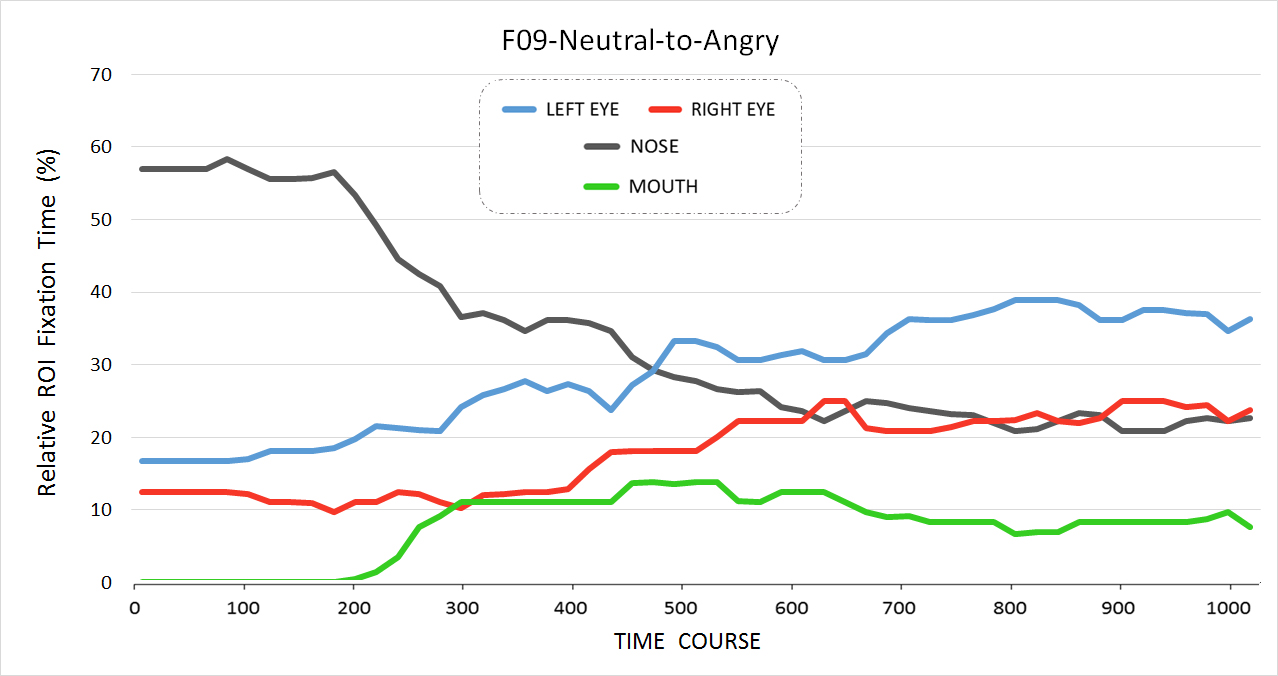 F09-Neutral-to-Angry
70
60
50
40
30
20
10
0
Relative ROI Fixation Time (%)
LEFT EYE RIGHT EYE
NOSE
MOUTH
0 100 200 300 400 500 600 700 800 900 1000
TIME COURSE